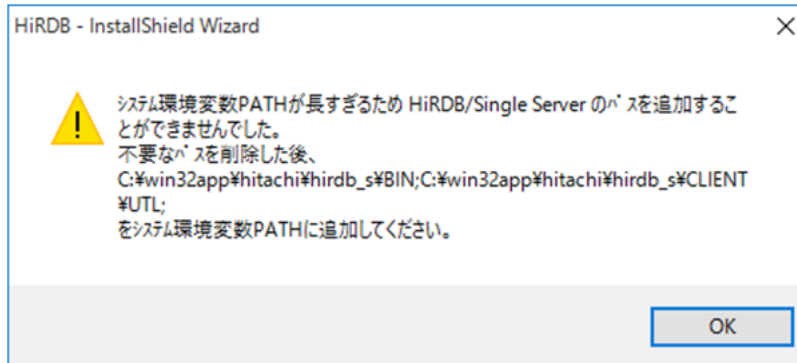 HiRDB - InstallShield Wizard
ｼｽﾃﾑ環境変数PATHが長すぎるため HiRDB/Single Server のﾊﾟｽを追加するこ
とができませんでした。
不要なﾊﾟｽを削除した後、
C:¥win32app¥hitachi¥hirdb_s¥BIN;C:¥win32app¥hitachi¥hirdb_s¥CLIENT
¥UTL;
をｼｽﾃﾑ環境変数PATHに追加してください。
OK